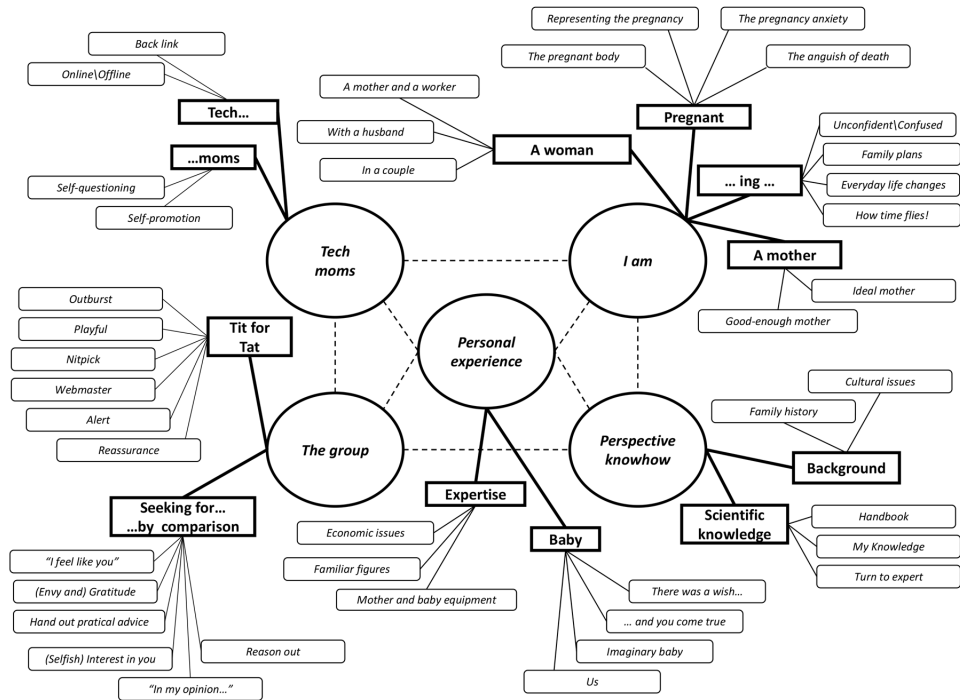 Representing the pregnancy
The pregnancy anxiety
Back link
The pregnant body
The anguish of death
Online\Offline
A mother and a worker
Tech…
Pregnant
With a husband
Unconfident\Confused
…moms
A woman
Family plans
In a couple
… ing …
Everyday life changes
Self-questioning
Self-promotion
How time flies!
Tech
moms
I am
A mother
Ideal mother
Good-enough mother
Outburst
Playful
Tit for
Tat
Nitpick
Webmaster
Alert
Reassurance
Personal
experience
Cultural issues
Family history
The group
Perspective
knowhow
Background
Seeking for…
…by  comparison
Expertise
Scientific
knowledge
Handbook
My Knowledge
Turn to expert
Economic issues
Baby
Familiar figures
Mother and baby equipment
There was a wish…
… and you come true
Imaginary baby
Us
“I feel like you”
(Envy and) Gratitude
Hand out pratical advice
(Selfish) Interest in you
Reason out
“In my opinion…”